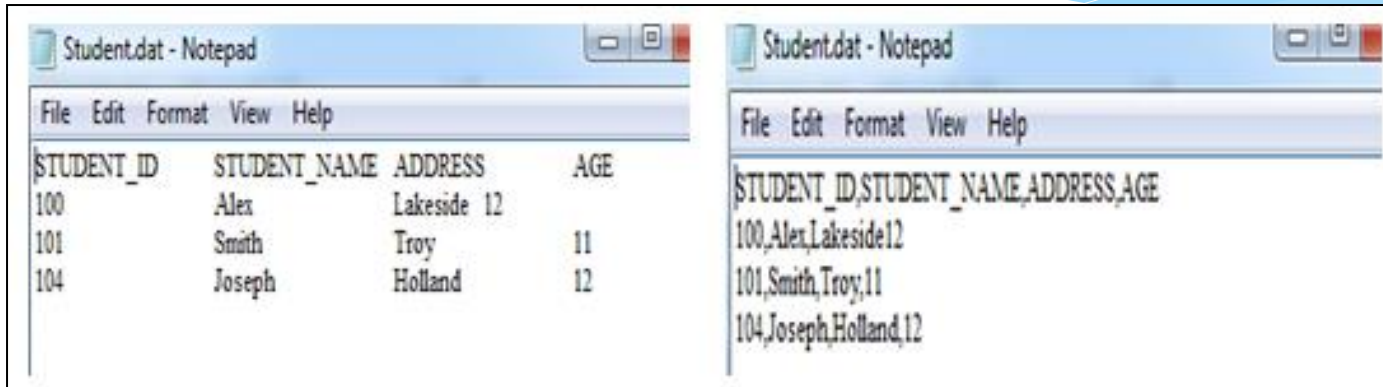 Student.dat - Notepad
File Edit Format View Help
STUDENT_ID STUDENT_NAME ADDRESS AGE
100 Alex Lakeside 12
101 Smith Troy 11
104 Joseph Holland 12
Student.dat - Notepad
File Edit Format View Help
STUDENT_ID,STUDENT_NAME,ADDRESS,AGE
100,Alex,Lakeside12
101,Smith,Troy,11
104,Joseph,Holland,12